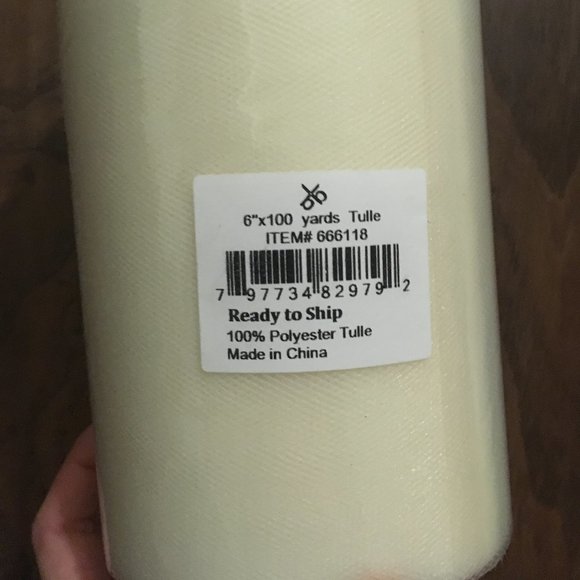 6"x100 yards Tulle
ITEM# 666118
7 97734 82979 2
Ready to Ship
100% Polyester Tulle
Made in China